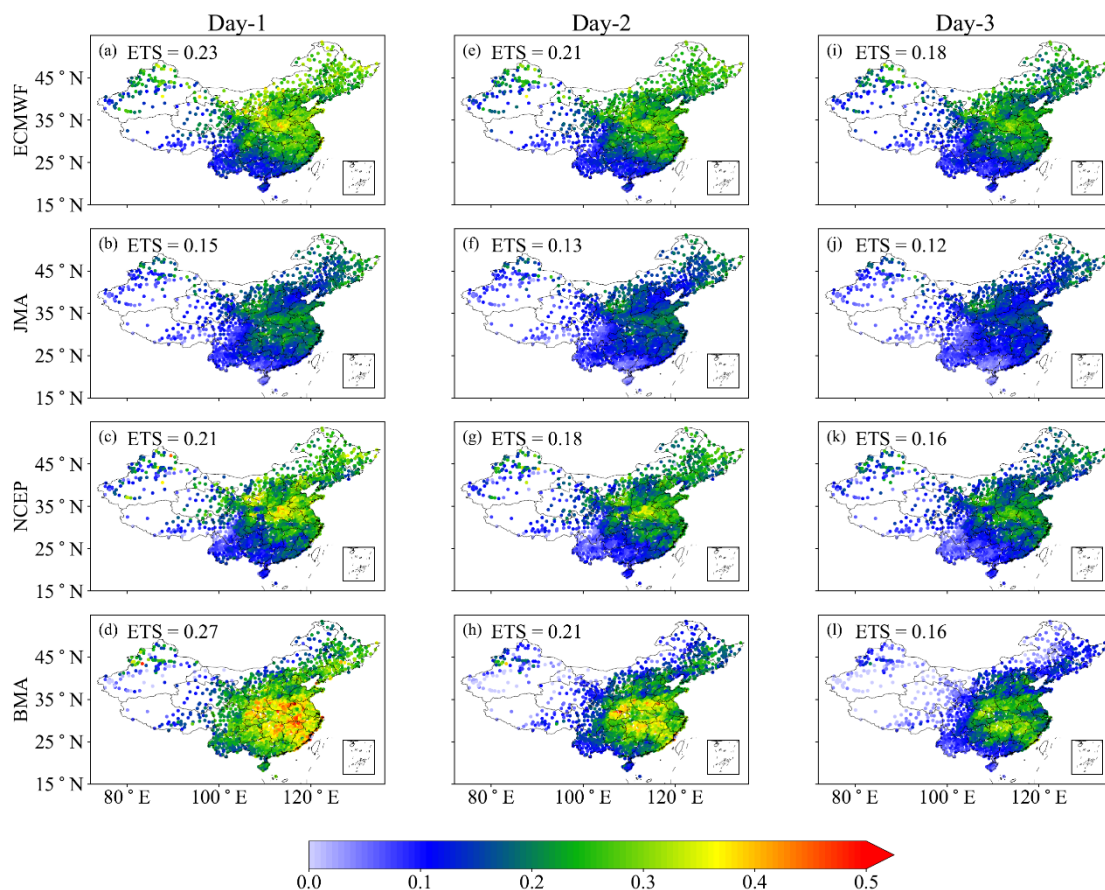 Day-1 Day-2 Day-3
ECMWF
(a) ETS = 0.23
(e) ETS = 0.21
(i) ETS = 0.18
45°N
35°N
25°N
15°N
JMA
(b) ETS = 0.15
(f) ETS = 0.13
(j) ETS = 0.12
45°N
35°N
25°N
15°N
NCEP
(c) ETS = 0.21
(g) ETS = 0.18
(k) ETS = 0.16
45°N
35°N
25°N
15°N
BMA
(d) ETS = 0.27
(h) ETS = 0.21
(l) ETS = 0.16
45°N
35°N
25°N
15°N
80°E 100°E 120°E 80°E 100°E 120°E 80°E 100°E 120°E
0.0 0.1 0.2 0.3 0.4 0.5